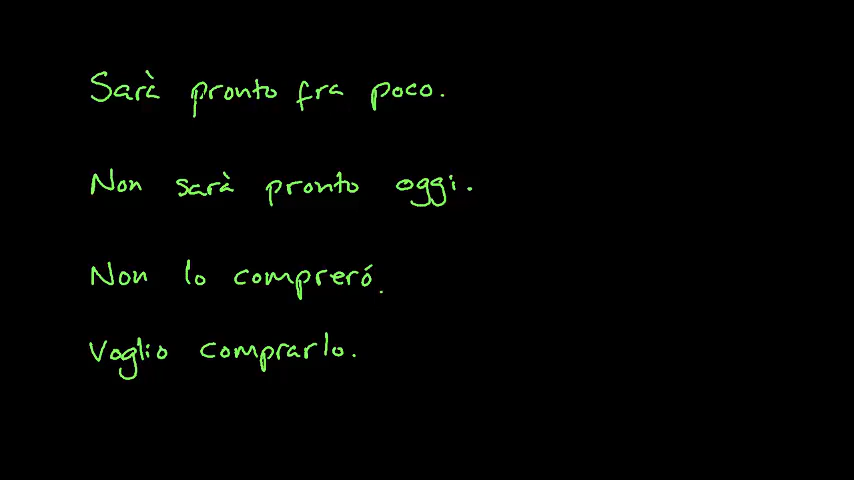 Sarà pronto fra poco.
Non sarà pronto oggi.
Non lo compreró.
Voglio comprarlo.